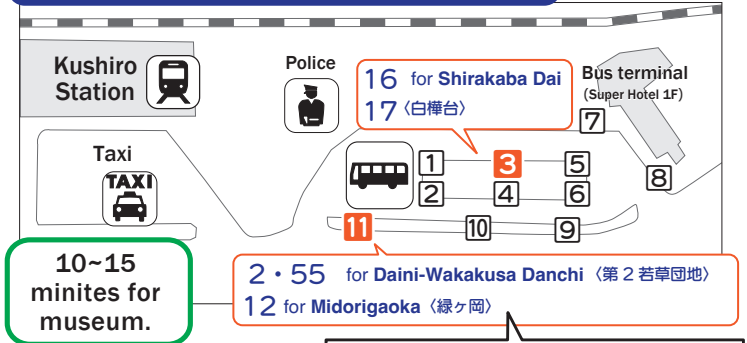 Kushiro
Station
Police
16 for Shirakaba Dai
17 〈白樺台〉
Bus terminal
(Super Hotel 1F)
7
Taxi
TAXI
1
3
5
8
2
4
6
11
10
9
10~15
minites for
museum.
2・55 for Daini-Wakakusa Danchi 〈第2若草団地〉
12 for Midorigaoka 〈緑ヶ岡〉